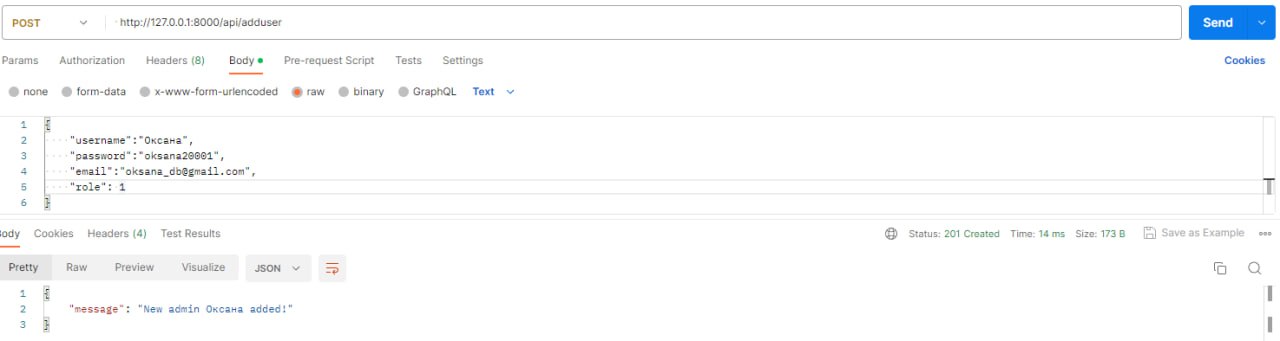 POST http://127.0.0.1:8000/api/adduser Send
Params Authorization Headers (8) Body Pre-request Script Tests Settings Cookies
none form-data x-www-form-urlencoded raw binary GraphQL Text
1 {
2 "username":"Оксана",
3 "password":"oksana20001",
4 "email":"oksana_db@gmail.com",
5 "role": 1
6 }
ody Cookies Headers (4) Test Results Status: 201 Created Time: 14 ms Size: 173 B Save as Example
Pretty Raw Preview Visualize JSON
1 {
2 "message": "New admin Оксана added!"
3 }